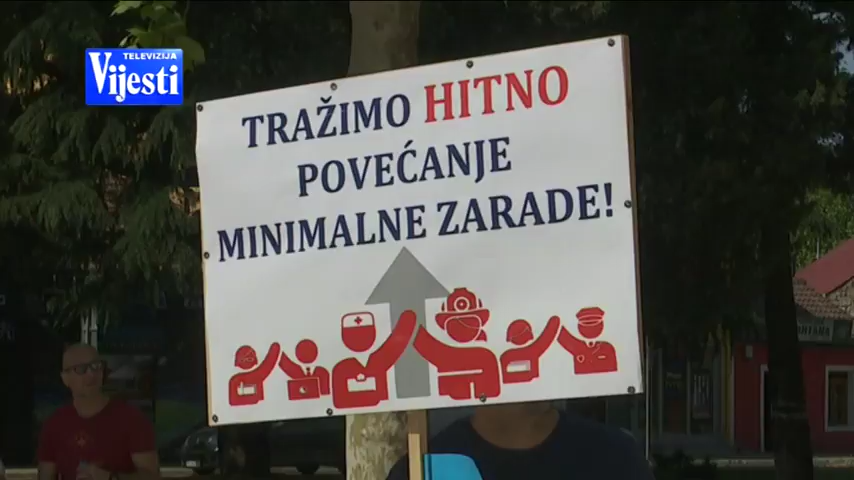 TELEVIZIJA
Vijesti
TRAŽIMO HITNO
POVEĆANJE
MINIMALNE ZARADE!